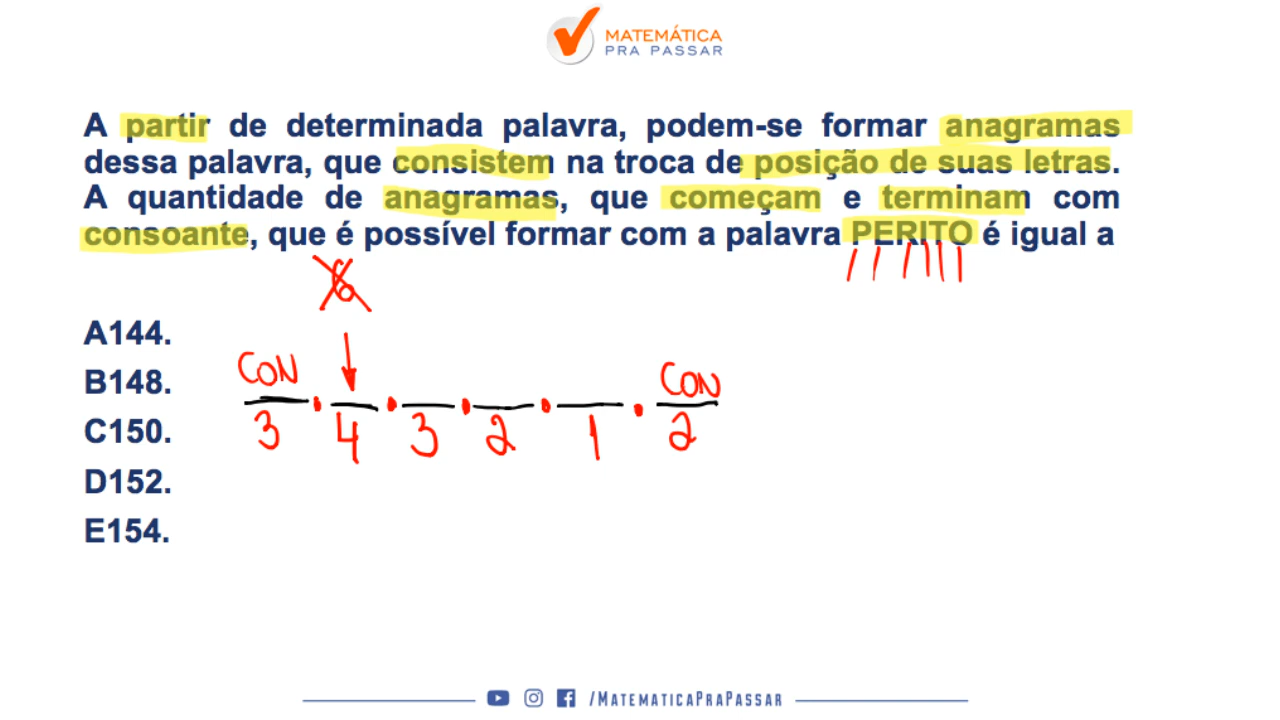 MATEMÁTICA
PRA PASSAR
A partir de determinada palavra, podem-se formar anagramas
dessa palavra, que consistem na troca de posição de suas letras.
A quantidade de anagramas, que começam e terminam com
consoante, que é possível formar com a palavra PERITO é igual a
6
A144.
B148.
C150.
D152.
E154.
CON CON
3 · 4 · 3 · 2 · 1 · 2
/MATEMATICAPRAPASSAR